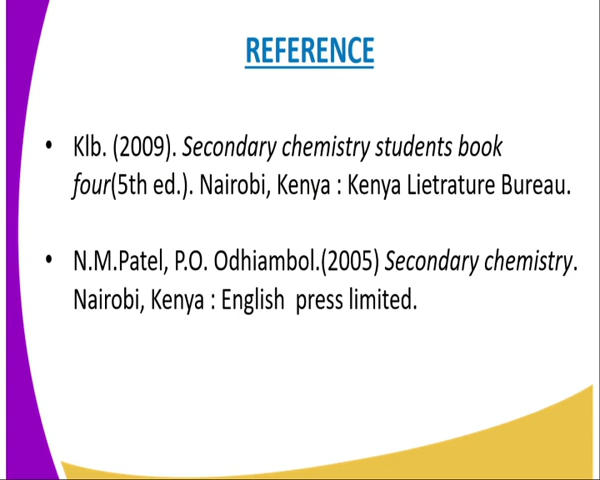 REFERENCE
• Klb. (2009). Secondary chemistry students book
four(5th ed.). Nairobi, Kenya : Kenya Lietrature Bureau.
• N.M.Patel, P.O. Odhiambol.(2005) Secondary chemistry.
Nairobi, Kenya : English press limited.